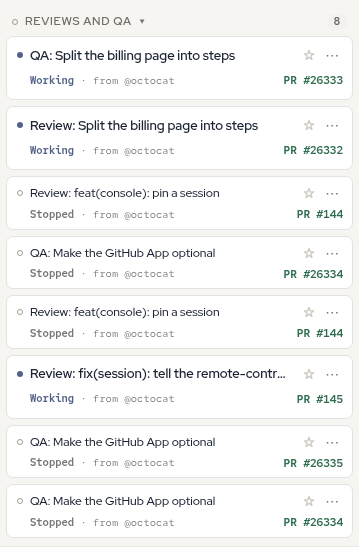 REVIEWS AND QA ▾ 8
QA: Split the billing page into steps
Working · from @octocat PR #26333
Review: Split the billing page into steps
Working · from @octocat PR #26332
Review: feat(console): pin a session
Stopped · from @octocat PR #144
QA: Make the GitHub App optional
Stopped · from @octocat PR #26334
Review: feat(console): pin a session
Stopped · from @octocat PR #144
Review: fix(session): tell the remote-contr...
Working · from @octocat PR #145
QA: Make the GitHub App optional
Stopped · from @octocat PR #26335
QA: Make the GitHub App optional
Stopped · from @octocat PR #26334